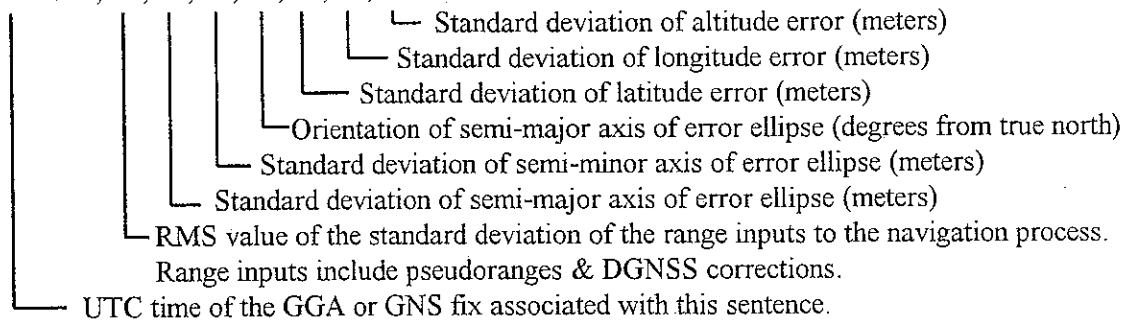 Standard deviation of altitude error (meters)
Standard deviation of longitude error (meters)
Standard deviation of latitude error (meters)
Orientation of semi-major axis of error ellipse (degrees from true north)
Standard deviation of semi-minor axis of error ellipse (meters)
Standard deviation of semi-major axis of error ellipse (meters)
RMS value of the standard deviation of the range inputs to the navigation process.
Range inputs include pseudoranges & DGNSS corrections.
UTC time of the GGA or GNS fix associated with this sentence.